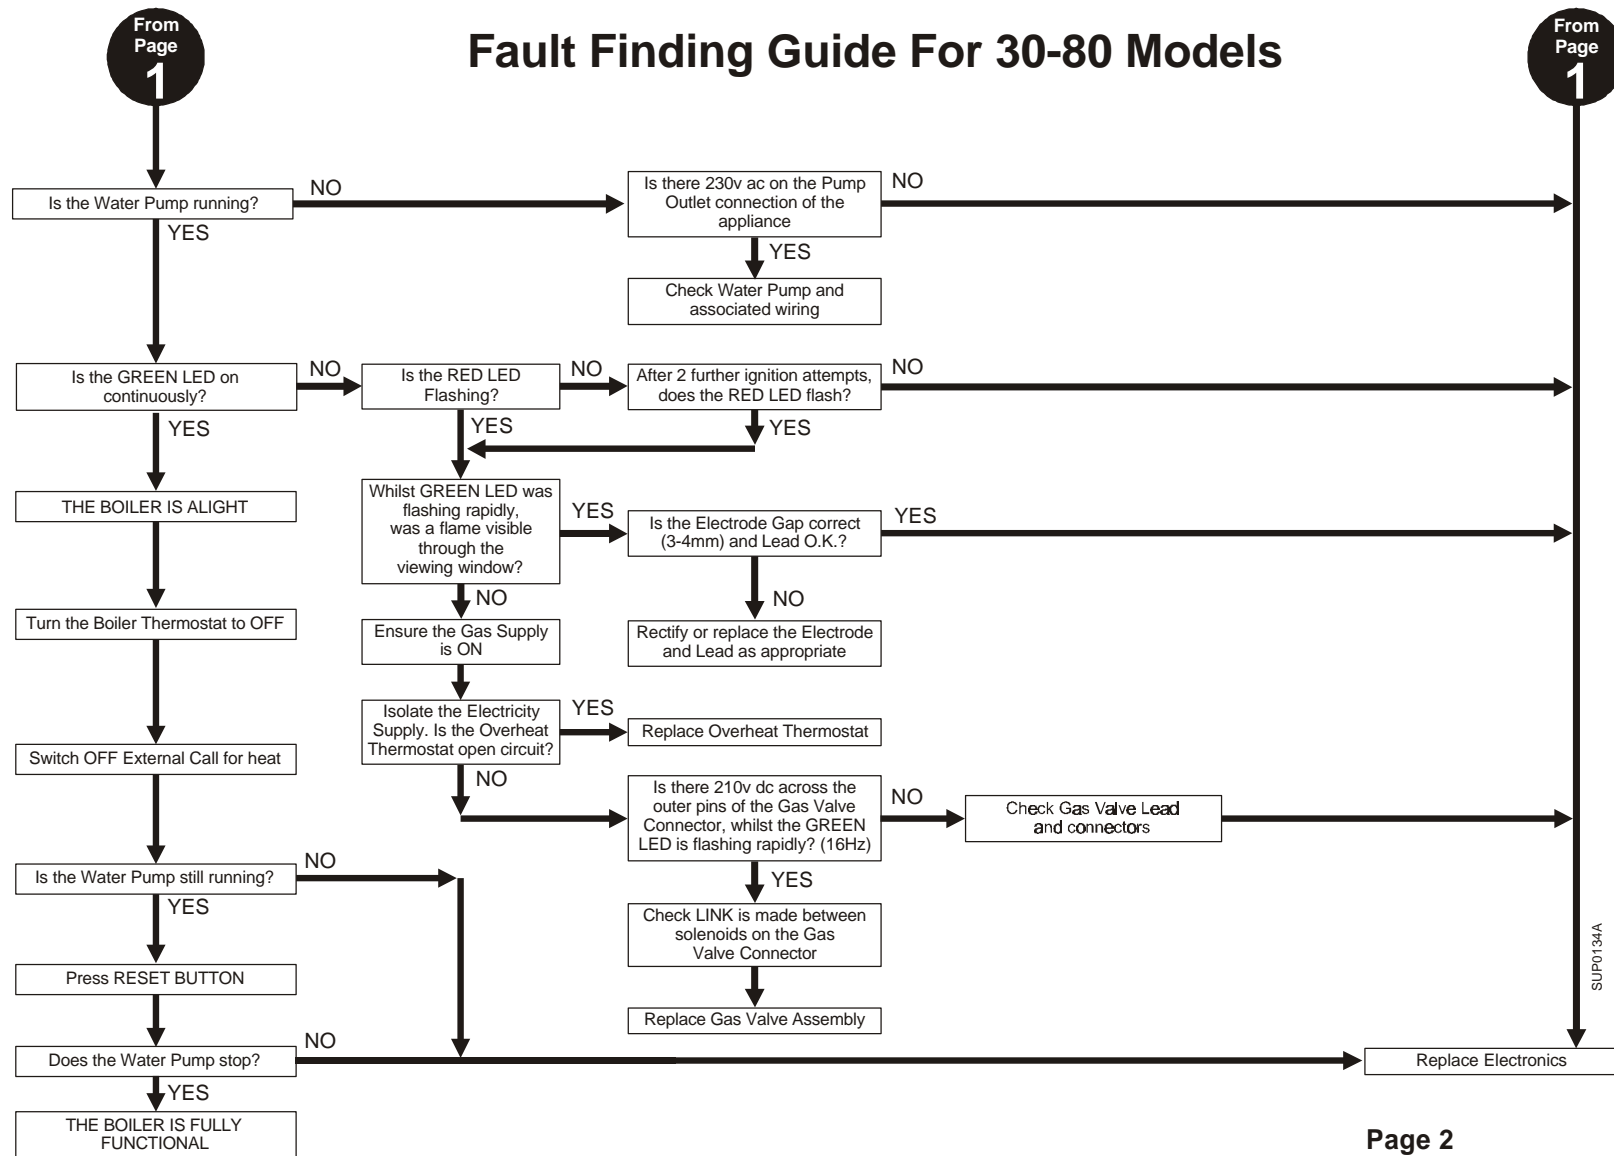 From
Page
1
Fault Finding Guide For 30-80 Models
From
Page
1
Is the Water Pump running?
NO
YES
Is there 230v ac on the Pump
Outlet connection of the
appliance
NO
YES
Check Water Pump and
associated wiring
Is the GREEN LED on
continuously?
NO
YES
Is the RED LED
Flashing?
NO
YES
After 2 further ignition attempts,
does the RED LED flash?
NO
YES
THE BOILER IS ALIGHT
Whilst GREEN LED was
flashing rapidly,
was a flame visible
through the
viewing window?
YES
NO
Is the Electrode Gap correct
(3-4mm) and Lead O.K.?
YES
NO
Turn the Boiler Thermostat to OFF
Ensure the Gas Supply
is ON
Rectify or replace the Electrode
and Lead as appropriate
Isolate the Electricity
Supply. Is the Overheat
Thermostat open circuit?
YES
NO
Replace Overheat Thermostat
Switch OFF External Call for heat
Is there 210v dc across the
outer pins of the Gas Valve
Connector, whilst the GREEN
LED is flashing rapidly? (16Hz)
NO
YES
Check Gas Valve Lead
and connectors
Is the Water Pump still running?
NO
YES
Check LINK is made between
solenoids on the Gas
Valve Connector
Press RESET BUTTON
Replace Gas Valve Assembly
Does the Water Pump stop?
NO
YES
Replace Electronics
THE BOILER IS FULLY
FUNCTIONAL
SUP0134A
Page 2